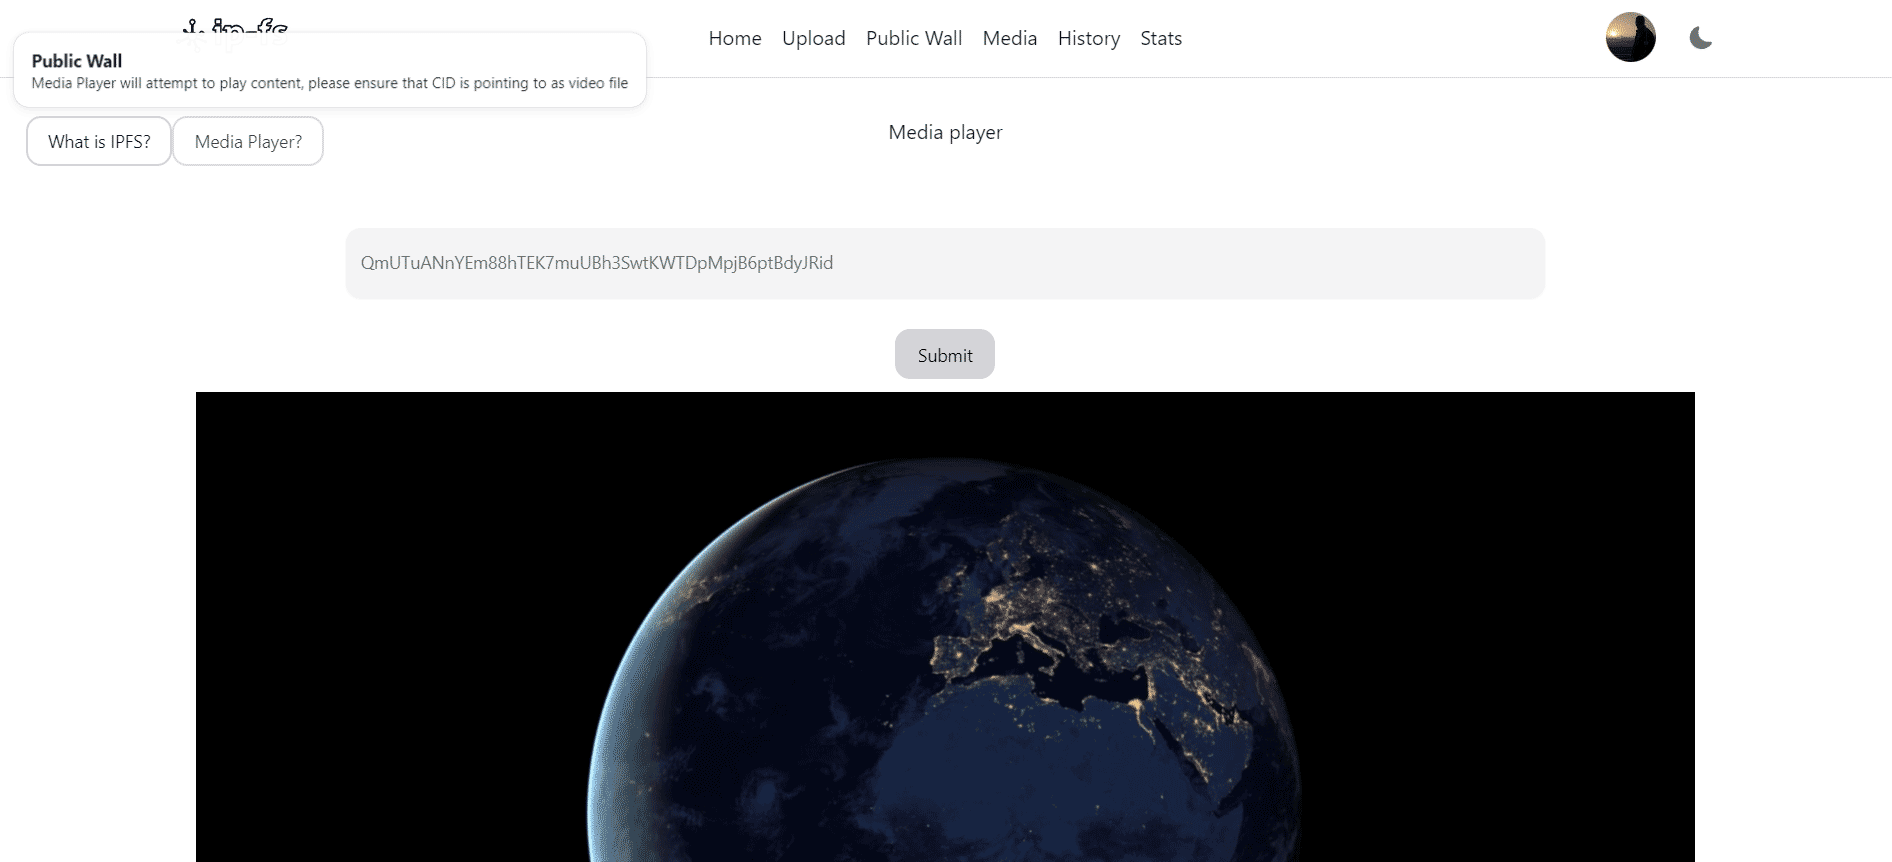 Home Upload Public Wall Media History Stats
Public Wall
Media Player will attempt to play content, please ensure that CID is pointing to as video file
What is IPFS? Media Player?
Media player
QmUTuANnYEm88hTEK7muUBh3SwtKWTDpMpjB6ptBdyJRid
Submit